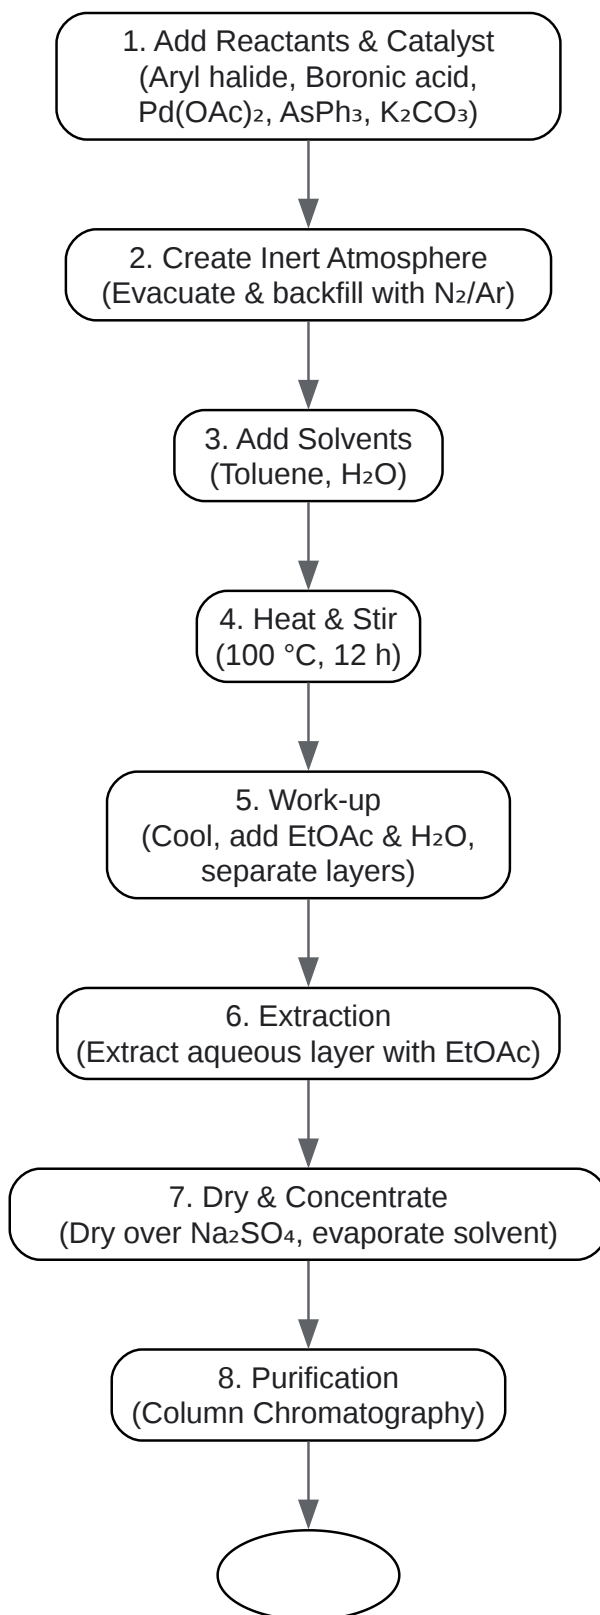 1. Add Reactants & Catalyst
(Aryl halide, Boronic acid,
Pd(OAc)₂, AsPh₃, K₂CO₃)
2. Create Inert Atmosphere
(Evacuate & backfill with N₂/Ar)
3. Add Solvents
(Toluene, H₂O)
4. Heat & Stir
(100 °C, 12 h)
5. Work-up
(Cool, add EtOAc & H₂O,
separate layers)
6. Extraction
(Extract aqueous layer with EtOAc)
7. Dry & Concentrate
(Dry over Na₂SO₄, evaporate solvent)
8. Purification
(Column Chromatography)